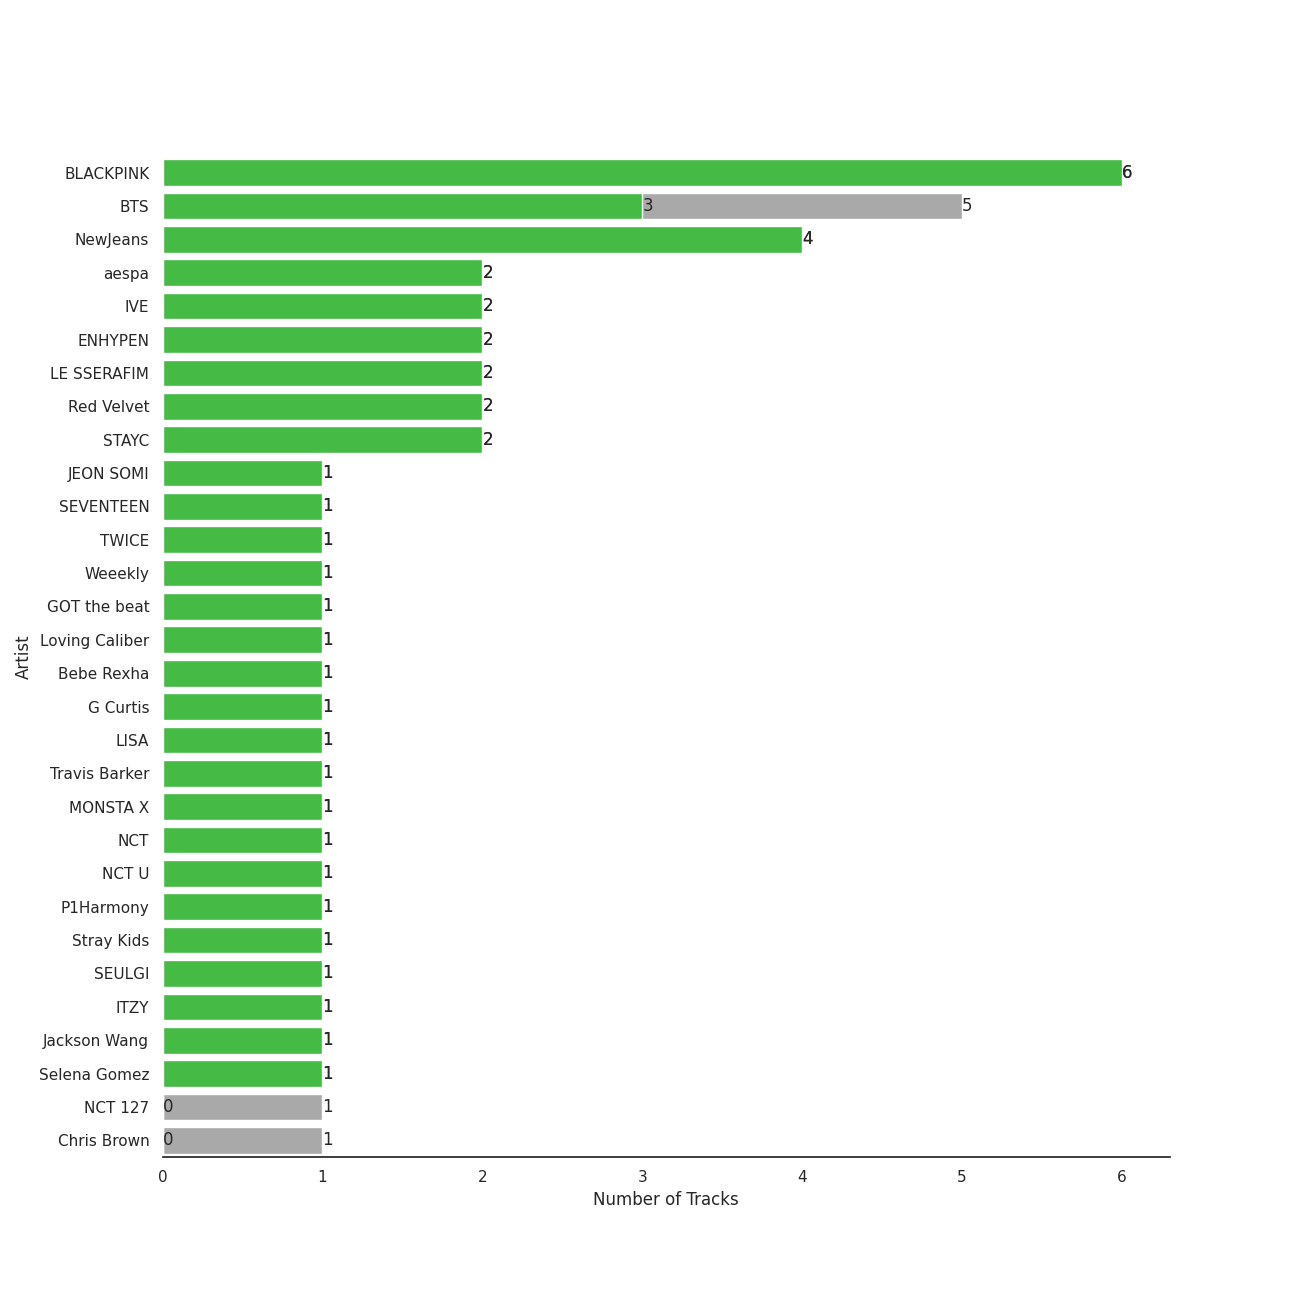 BLACKPINK 6
BTS 3 5
NewJeans 4
aespa 2
IVE 2
ENHYPEN 2
LE SSERAFIM 2
Red Velvet 2
STAYC 2
JEON SOMI 1
SEVENTEEN 1
TWICE 1
Weeekly 1
GOT the beat 1
Loving Caliber 1
Bebe Rexha 1
G Curtis 1
LISA 1
Travis Barker 1
MONSTA X 1
NCT 1
NCT U 1
P1Harmony 1
Stray Kids 1
SEULGI 1
ITZY 1
Jackson Wang 1
Selena Gomez 1
NCT 127 0 1
Chris Brown 0 1
Artist
0 1 2 3 4 5 6
Number of Tracks